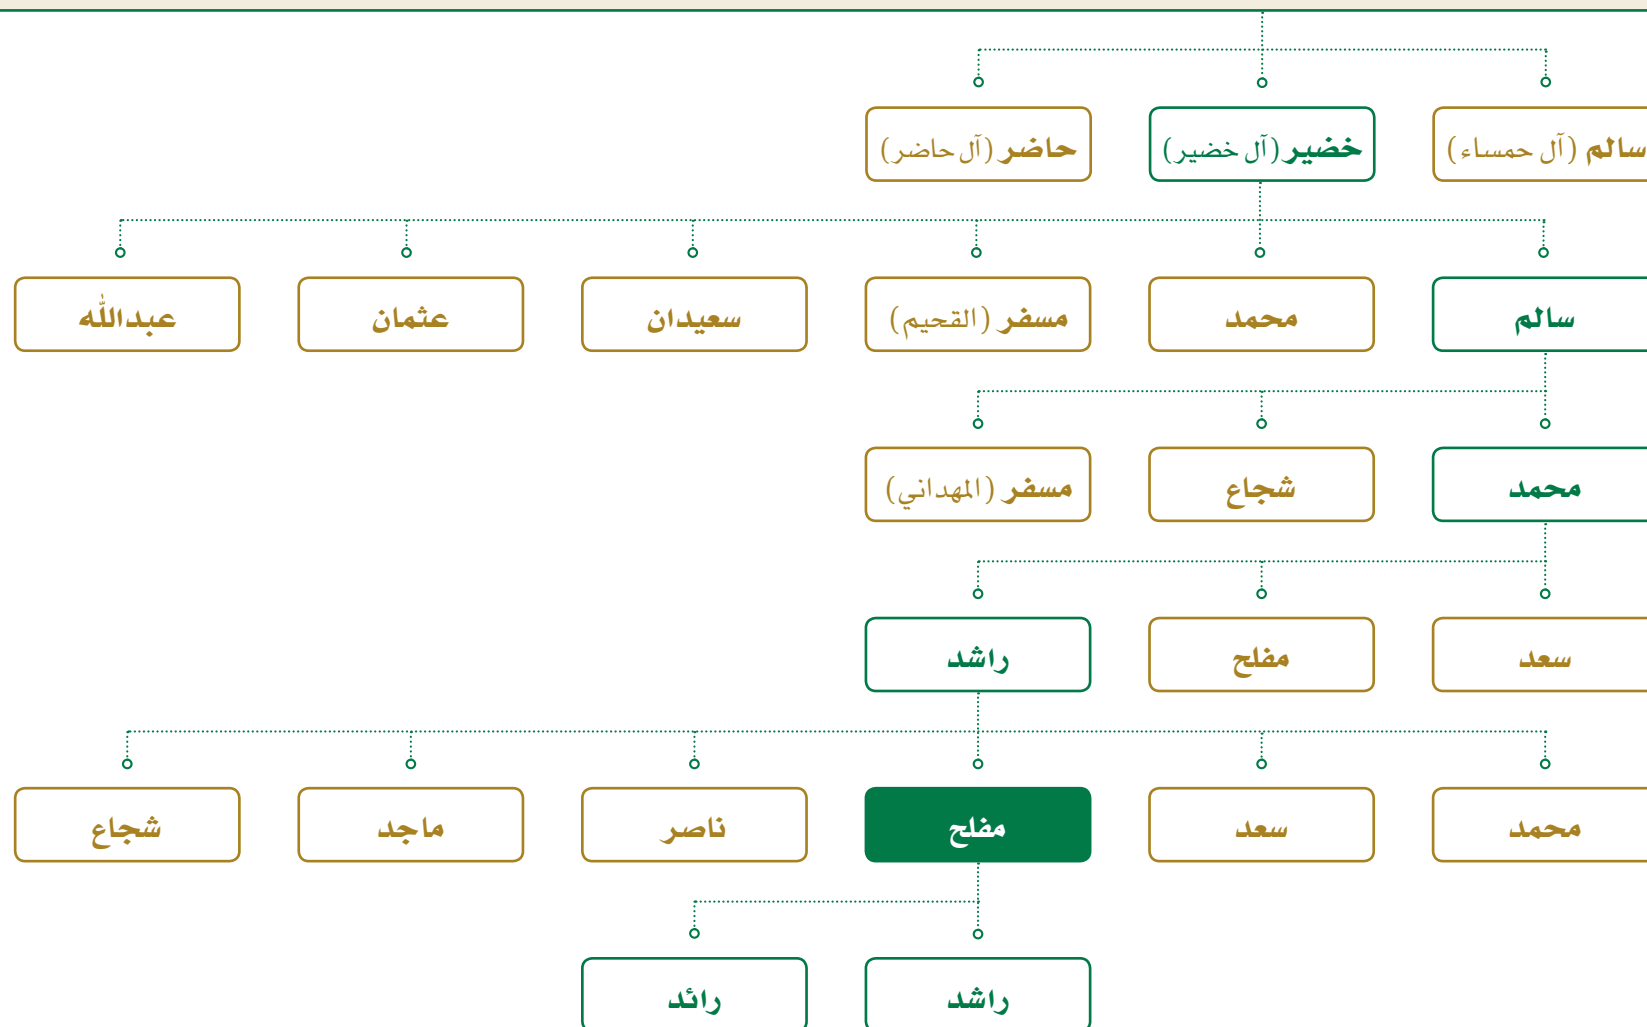 سالم (آل حمساء)
خضير (آل خضير)
حاضر (آل حاضر)
سالم
محمد
مسفر (القحيم)
سعيدان
عثمان
عبدالله
محمد
شجاع
مسفر (المهداني)
سعد
مفلح
راشد
محمد
سعد
مفلح
ناصر
ماجد
شجاع
راشد
رائد